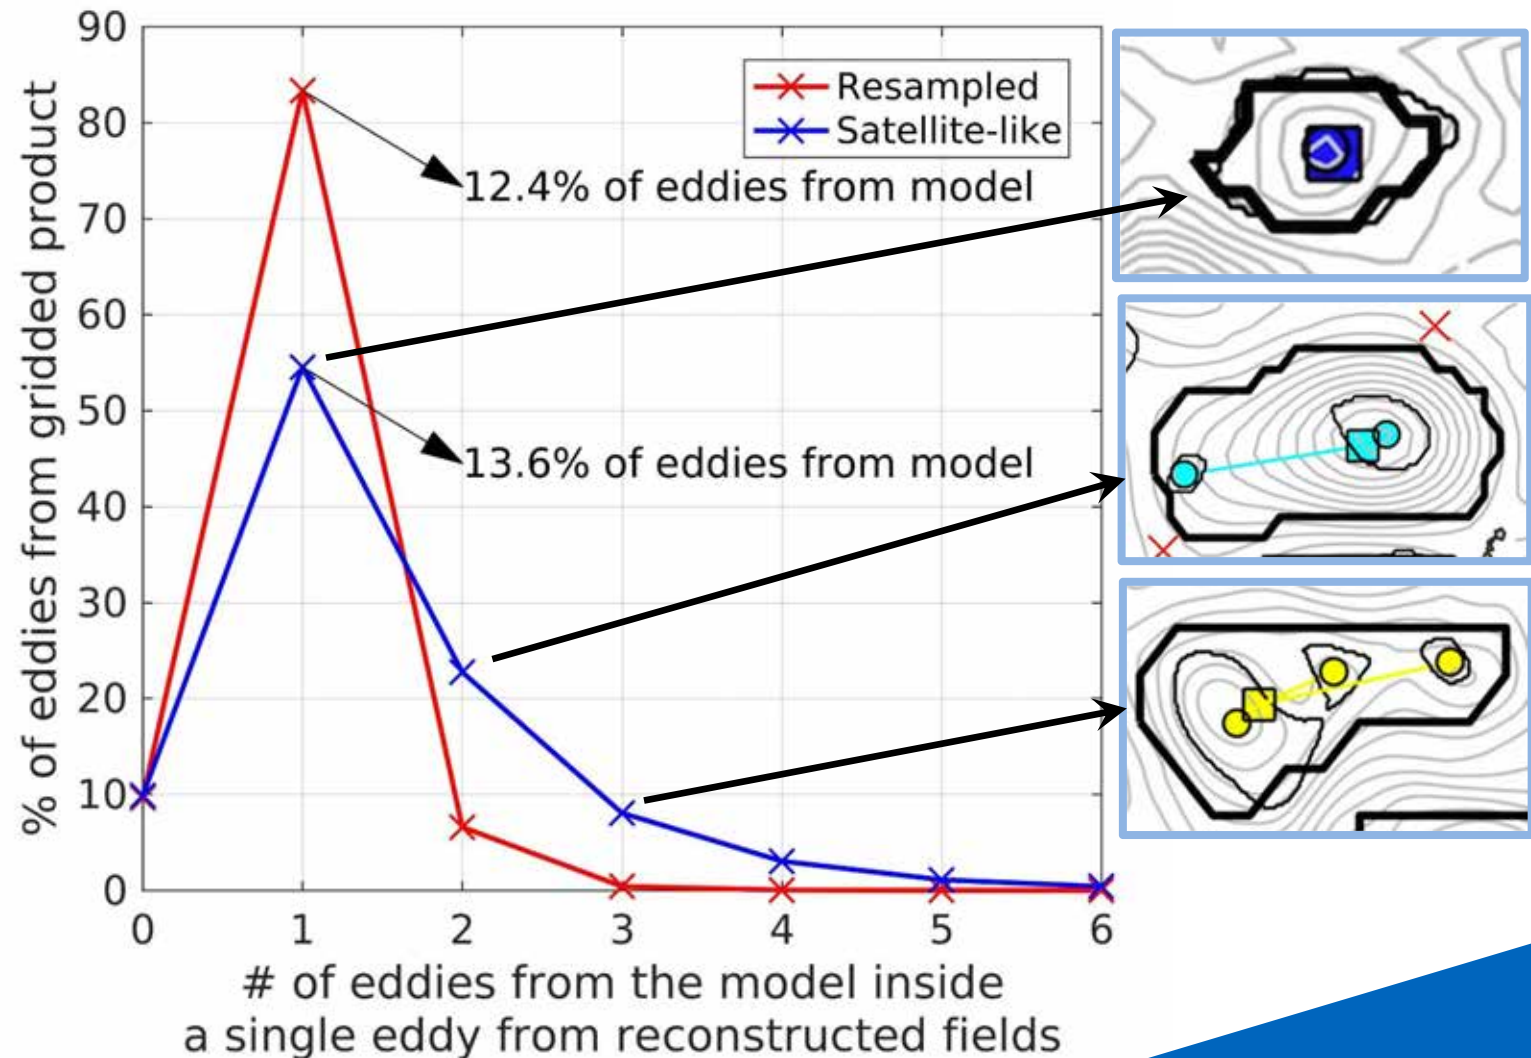 90
80
70
60
50
40
30
20
10
0
% of eddies from gridded product
Resampled
Satellite-like
12.4% of eddies from model
13.6% of eddies from model
0 1 2 3 4 5 6
# of eddies from the model inside
a single eddy from reconstructed fields